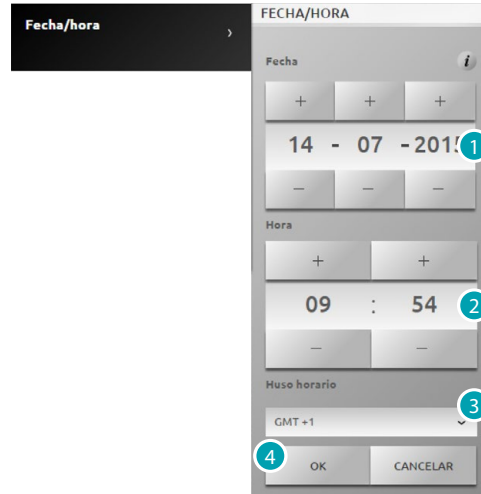 Fecha/hora ›
FECHA/HORA
Fecha i
+ + +
14 - 07 - 2015 1
− − −
Hora
+ +
09 : 54 2
− −
Huso horario
GMT +1 3
4 OK CANCELAR